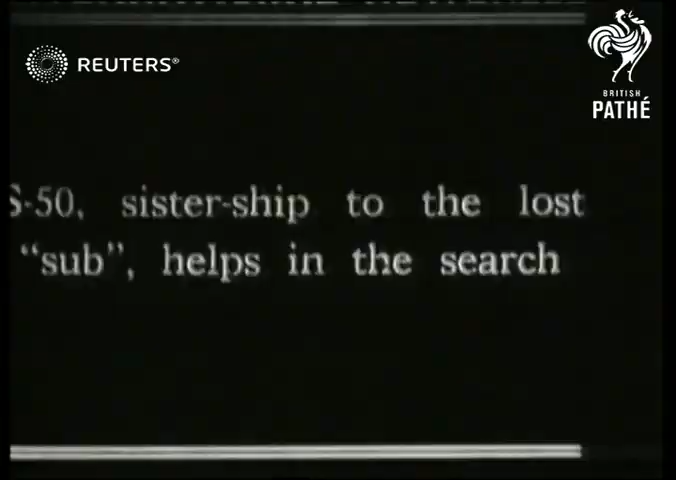 REUTERS®
BRITISH
PATHÉ
S-50, sister-ship to the lost
"sub", helps in the search